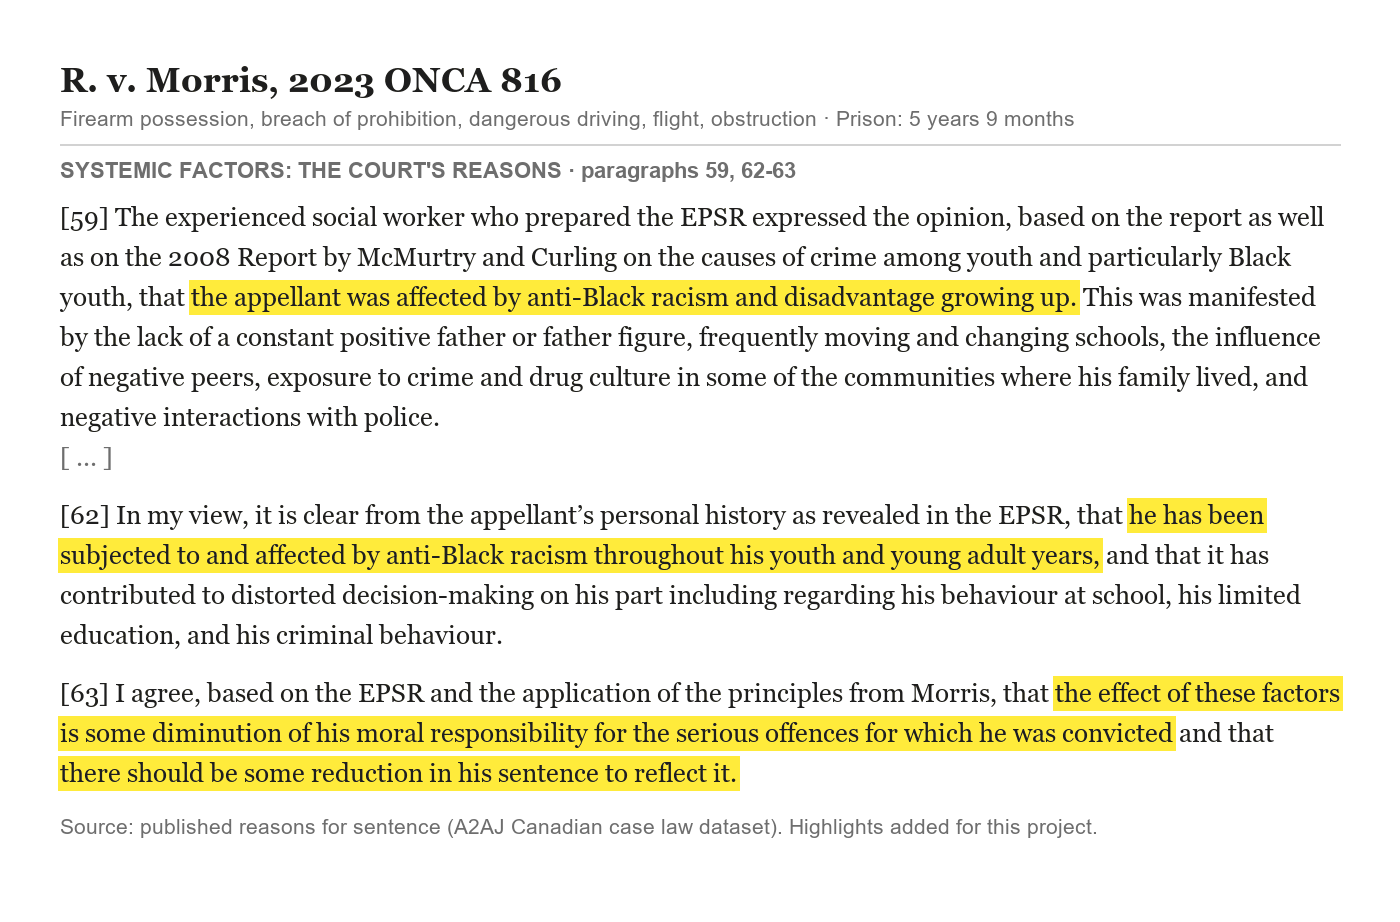 R. v. Morris, 2023 ONCA 816
Firearm possession, breach of prohibition, dangerous driving, flight, obstruction · Prison: 5 years 9 months
SYSTEMIC FACTORS: THE COURT'S REASONS · paragraphs 59, 62-63
[59] The experienced social worker who prepared the EPSR expressed the opinion, based on the report as well
as on the 2008 Report by McMurtry and Curling on the causes of crime among youth and particularly Black
youth, that the appellant was affected by anti-Black racism and disadvantage growing up. This was manifested
by the lack of a constant positive father or father figure, frequently moving and changing schools, the influence
of negative peers, exposure to crime and drug culture in some of the communities where his family lived, and
negative interactions with police.
[ ... ]
[62] In my view, it is clear from the appellant’s personal history as revealed in the EPSR, that he has been
subjected to and affected by anti-Black racism throughout his youth and young adult years, and that it has
contributed to distorted decision-making on his part including regarding his behaviour at school, his limited
education, and his criminal behaviour.
[63] I agree, based on the EPSR and the application of the principles from Morris, that the effect of these factors
is some diminution of his moral responsibility for the serious offences for which he was convicted and that
there should be some reduction in his sentence to reflect it.
Source: published reasons for sentence (A2AJ Canadian case law dataset). Highlights added for this project.